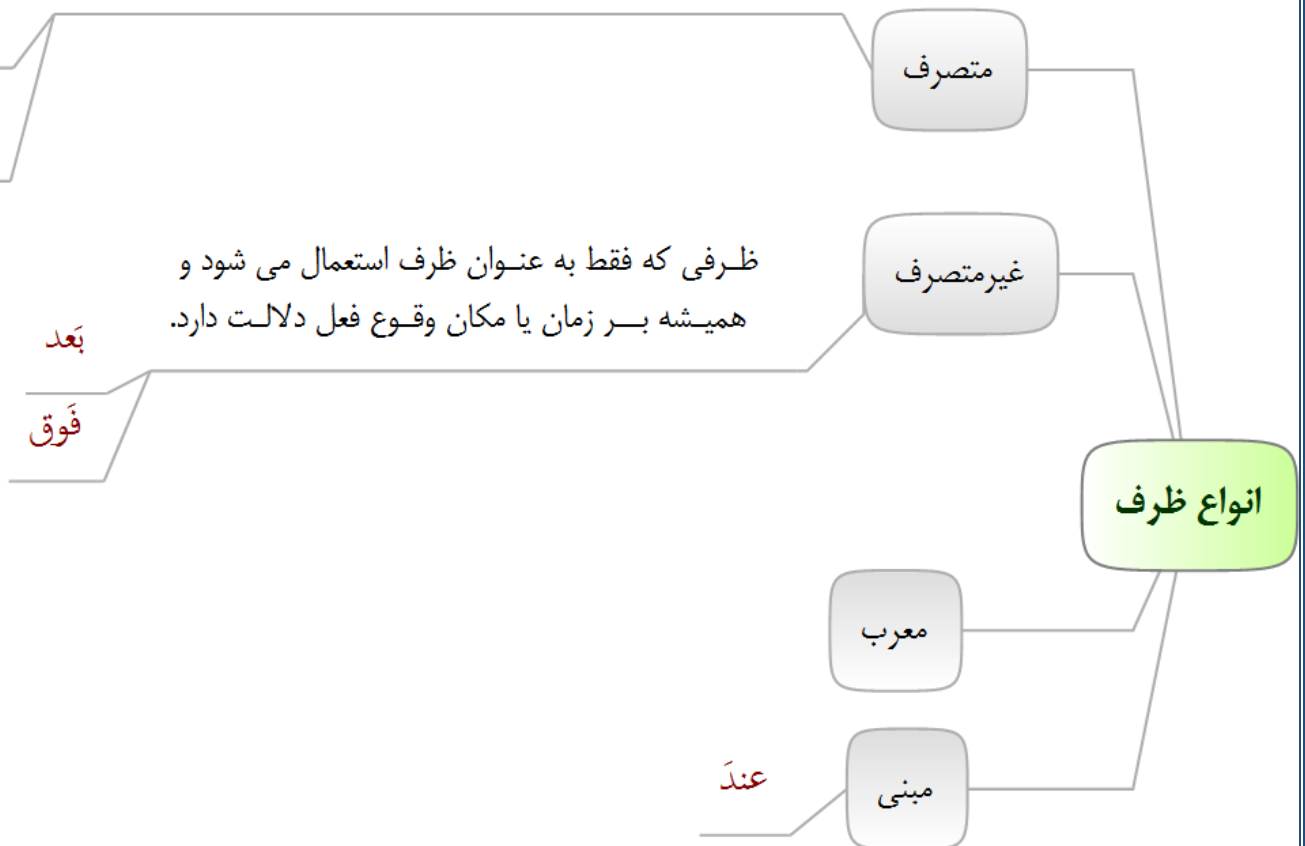 انواع ظرف
متصرف
غیرمتصرف
ظـرفی که فقط به عنـوان ظرف استعمال می شود و
همیـشه بـــر زمان یا مکان وقـوع فعل دلالـت دارد.
بَعد
فَوق
معرب
مبنی
عندَ